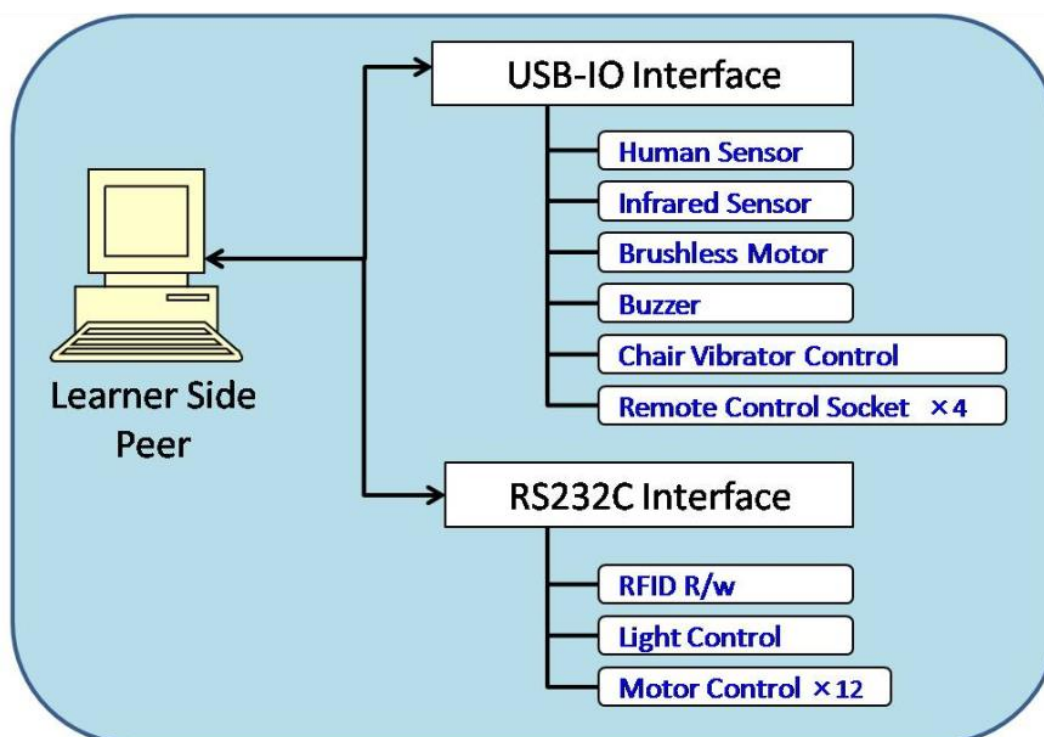 USB-IO Interface
Human Sensor
Infrared Sensor
Brushless Motor
Buzzer
Chair Vibrator Control
Remote Control Socket ×4
Learner Side
Peer
RS232C Interface
RFID R/w
Light Control
Motor Control ×12